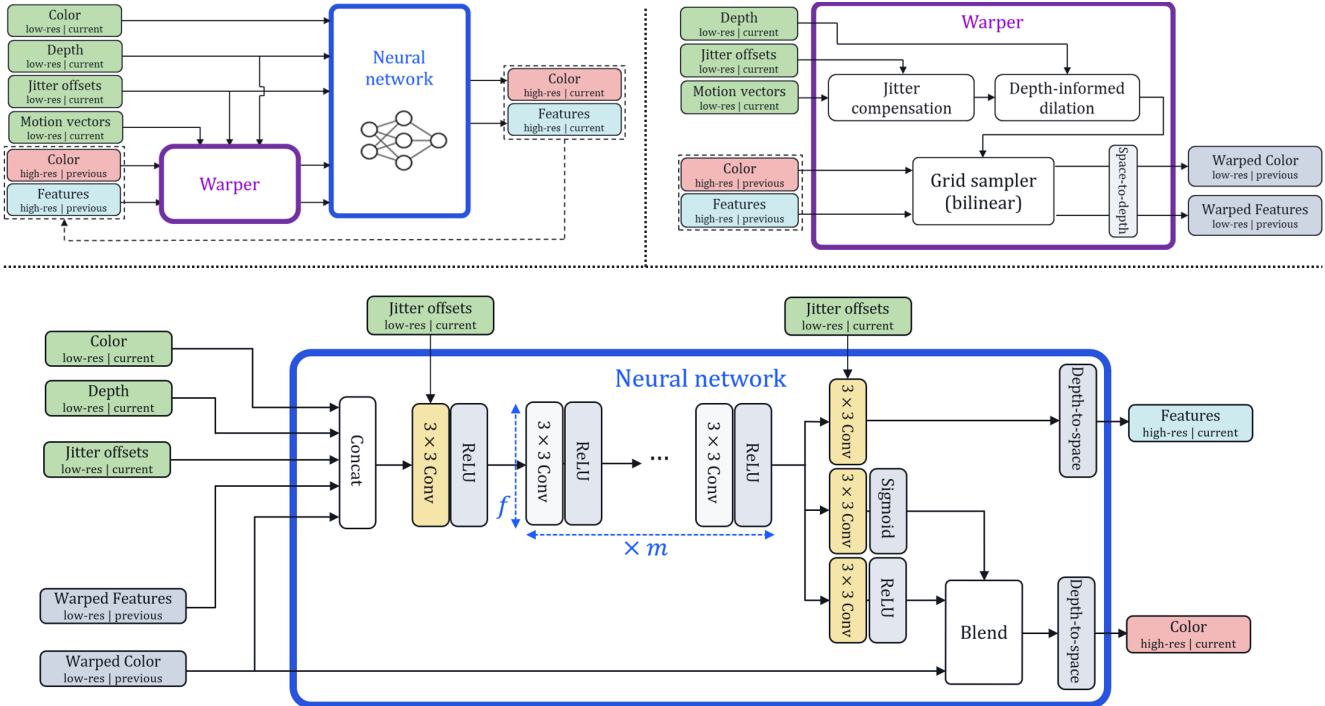 Color
low-res | current
Depth
low-res | current
Jitter offsets
low-res | current
Motion vectors
low-res | current
Color
high-res | previous
Features
high-res | previous
Warper
Neural
network
Color
high-res | current
Features
high-res | current
Depth
low-res | current
Jitter offsets
low-res | current
Motion vectors
low-res | current
Color
high-res | previous
Features
high-res | previous
Warper
Jitter
compensation
Depth-informed
dilation
Grid sampler
(bilinear)
Space-to-depth
Warped Color
low-res | previous
Warped Features
low-res | previous
Jitter offsets
low-res | current
Jitter offsets
low-res | current
Color
low-res | current
Depth
low-res | current
Jitter offsets
low-res | current
Warped Features
low-res | previous
Warped Color
low-res | previous
Neural network
Concat
3 × 3 Conv
ReLU
f
3 × 3 Conv
ReLU
× m
...
3 × 3 Conv
ReLU
3 × 3 Conv
3 × 3 Conv
Sigmoid
3 × 3 Conv
ReLU
Blend
Depth-to-space
Depth-to-space
Features
high-res | current
Color
high-res | current